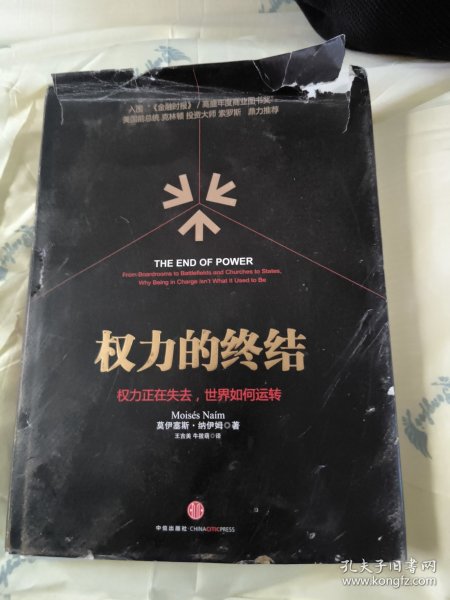 入围“《金融时报》/高盛年度商业图书奖”
美国前总统 克林顿 投资大师 索罗斯 鼎力推荐
THE END OF POWER
From Boardrooms to Battlefields and Churches to States,
Why Being in Charge Isn't What It Used to Be
权力的终结
权力正在失去，世界如何运转
Moisés Naím
莫伊塞斯·纳伊姆◎著
王吉美 牛筱萌◎译
中信出版社·CHINACITICPRESS
孔夫子旧书网
www.kongfz.com